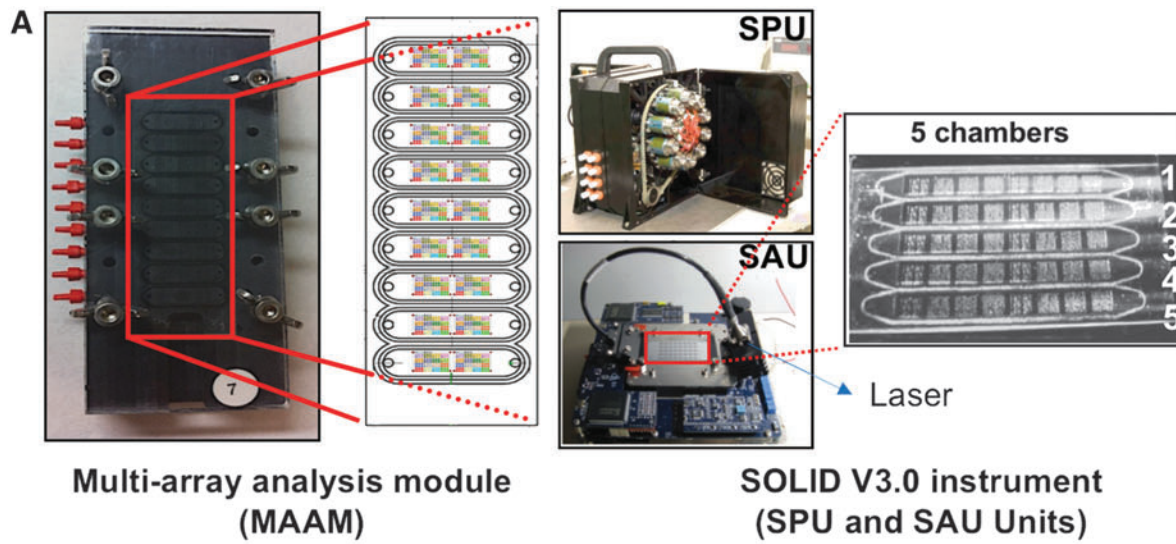 A
SPU
5 chambers
1
2
3
4
5
SAU
Laser
7
Multi-array analysis module
(MAAM)
SOLID V3.0 instrument
(SPU and SAU Units)